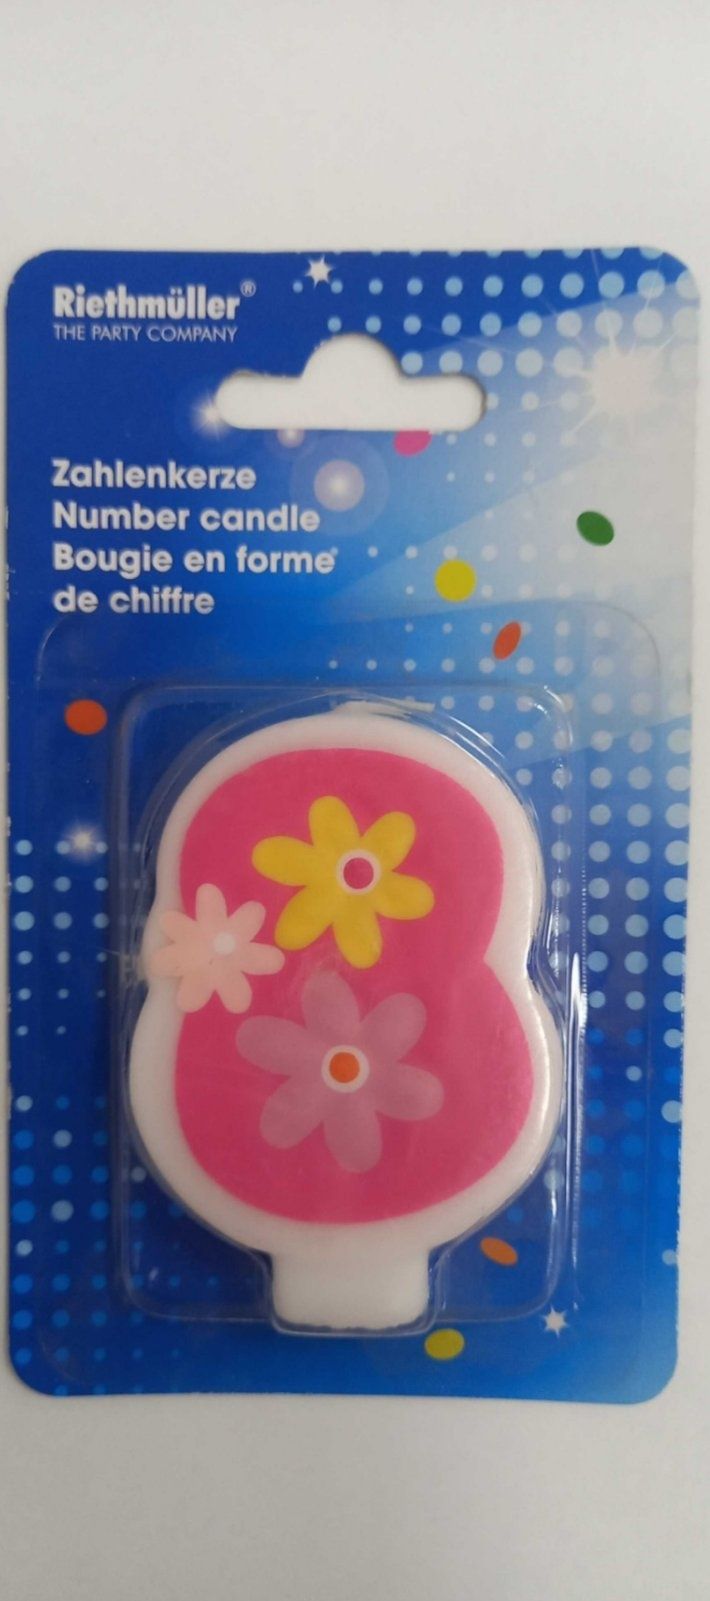 Riethmüller®
THE PARTY COMPANY
Zahlenkerze
Number candle
Bougie en forme
de chiffre